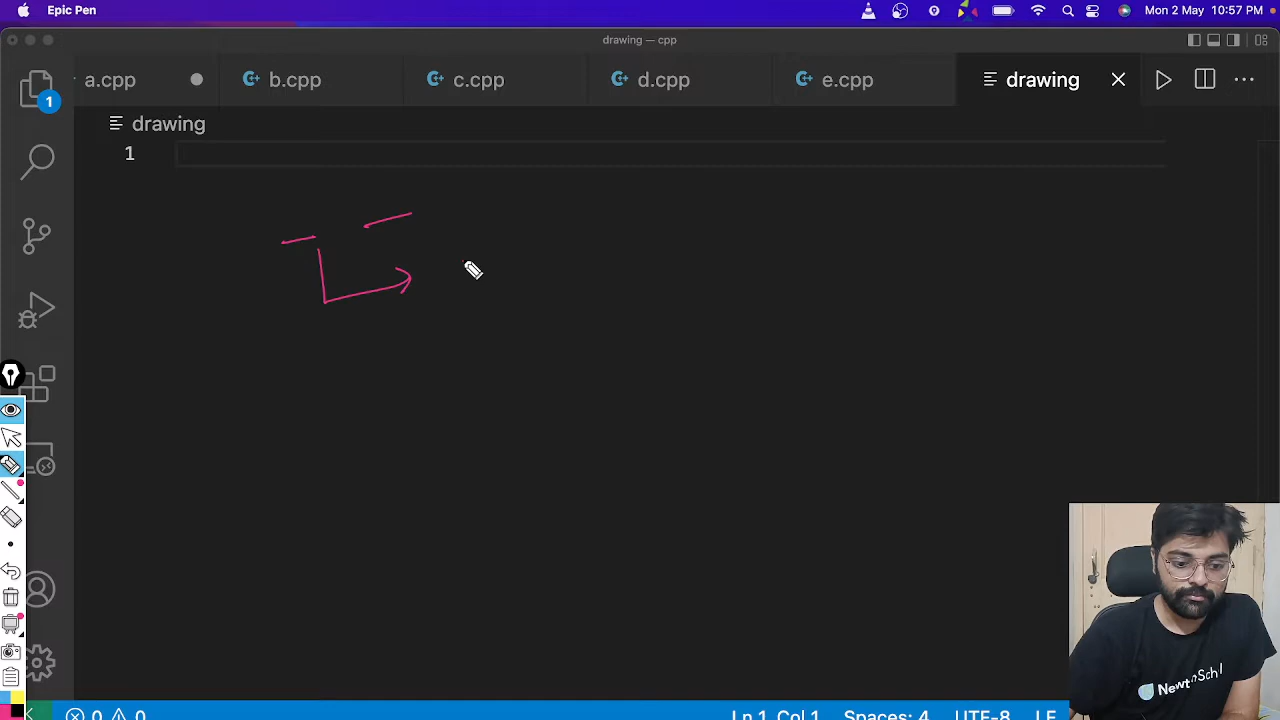 Epic Pen
Mon 2 May 10:57 PM
drawing — cpp
a.cpp
b.cpp
c.cpp
d.cpp
e.cpp
drawing
drawing
1
1
0 0
Ln 1, Col 1 Spaces: 4 UTF-8 LF